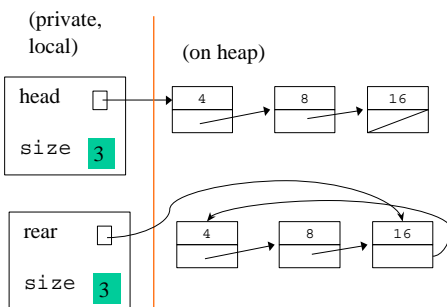 (private,
local)
(on heap)
head
4 8 16
size 3
rear
4 8 16
size 3